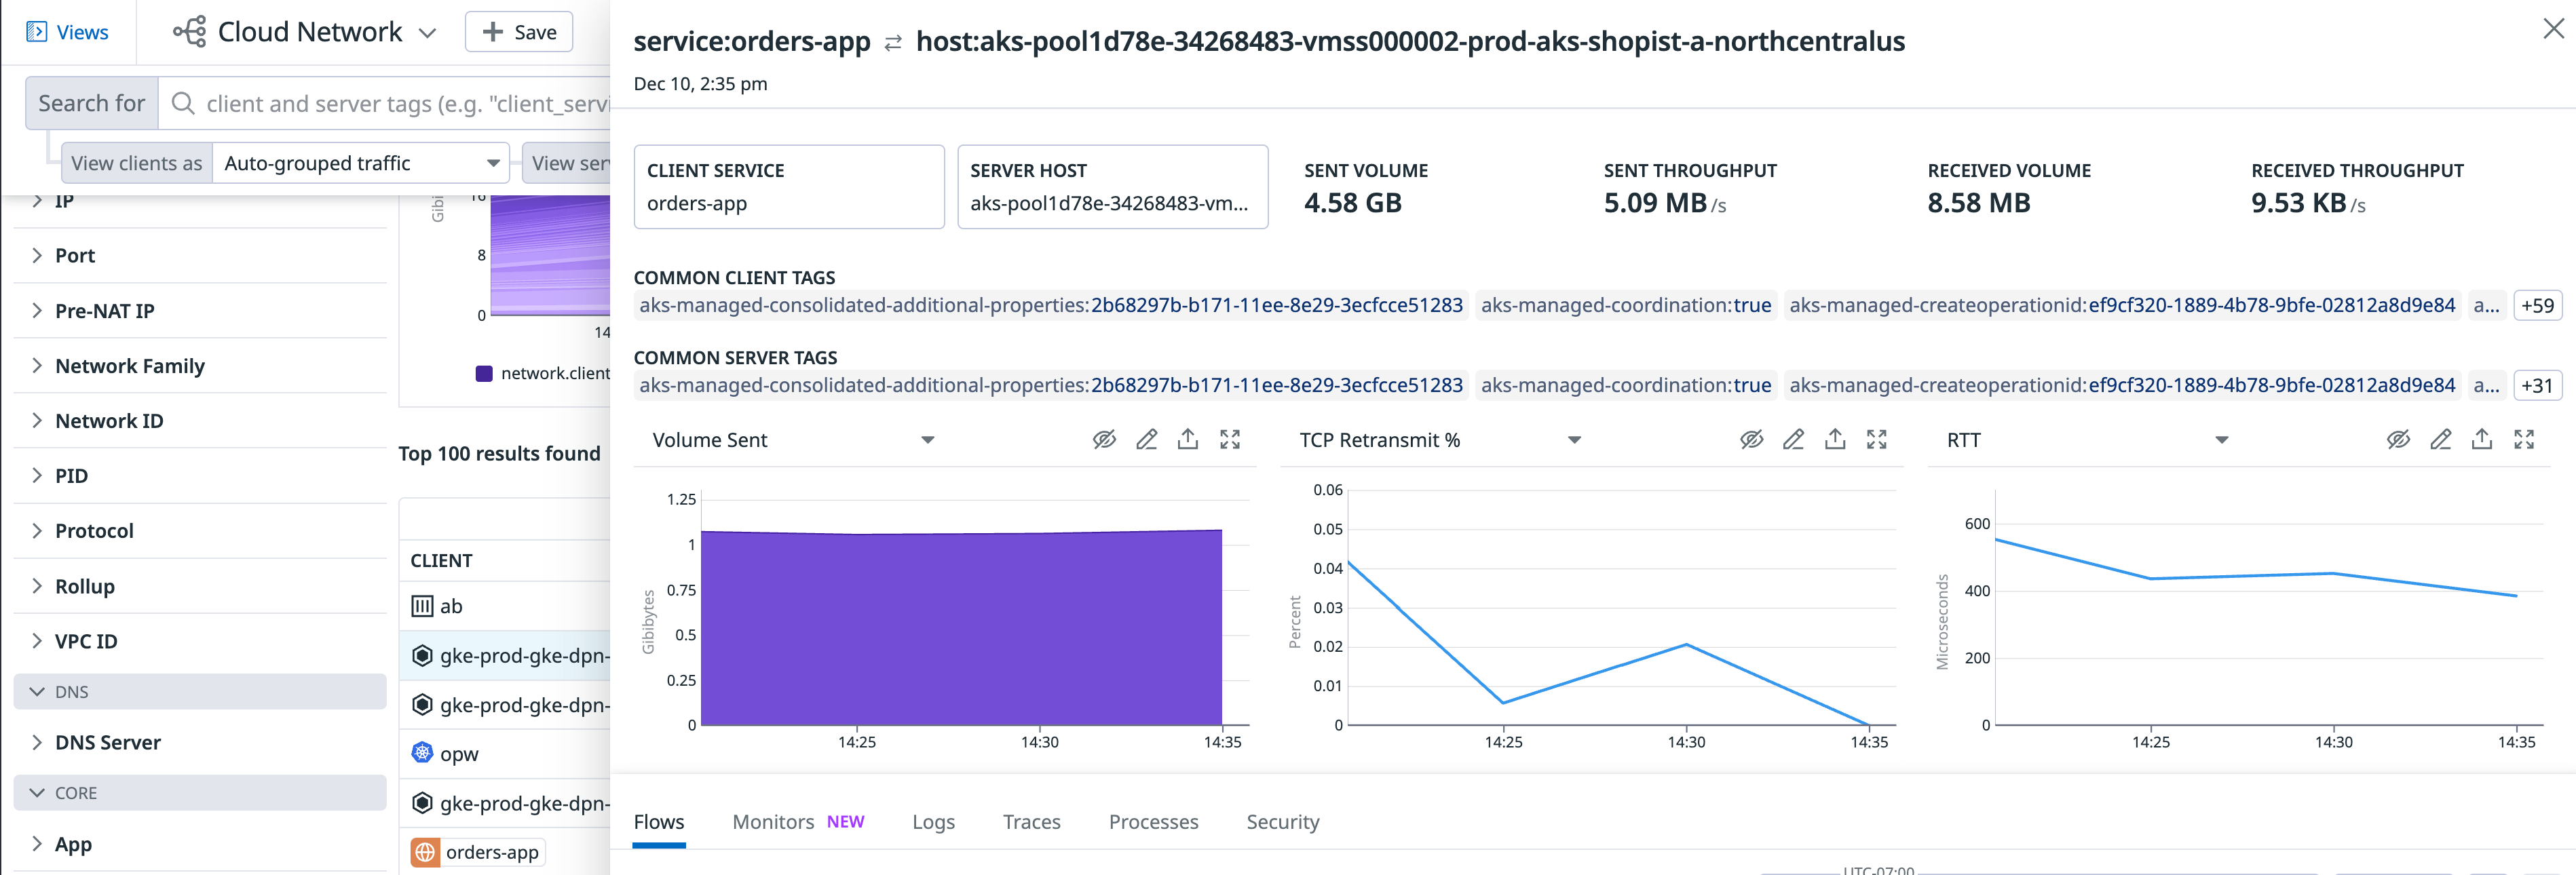 Views
Cloud Network
Save
Search for
client and server tags (e.g. "client_servi
View clients as
Auto-grouped traffic
View ser
IP
Port
Pre-NAT IP
Network Family
Network ID
PID
Protocol
Rollup
VPC ID
DNS
DNS Server
CORE
App
Gibi
16
8
0
14
network.client
Top 100 results found
CLIENT
ab
gke-prod-gke-dpn-
gke-prod-gke-dpn-
opw
gke-prod-gke-dpn-
orders-app
service:orders-app ⇄ host:aks-pool1d78e-34268483-vmss000002-prod-aks-shopist-a-northcentralus
Dec 10, 2:35 pm
CLIENT SERVICE
orders-app
SERVER HOST
aks-pool1d78e-34268483-vm...
SENT VOLUME
4.58 GB
SENT THROUGHPUT
5.09 MB/s
RECEIVED VOLUME
8.58 MB
RECEIVED THROUGHPUT
9.53 KB/s
COMMON CLIENT TAGS
aks-managed-consolidated-additional-properties:2b68297b-b171-11ee-8e29-3ecfcce51283 aks-managed-coordination:true aks-managed-createoperationid:ef9cf320-1889-4b78-9bfe-02812a8d9e84 a... +59
COMMON SERVER TAGS
aks-managed-consolidated-additional-properties:2b68297b-b171-11ee-8e29-3ecfcce51283 aks-managed-coordination:true aks-managed-createoperationid:ef9cf320-1889-4b78-9bfe-02812a8d9e84 a... +31
Volume Sent
Gibibytes
1.25
1
0.75
0.5
0.25
0
14:25 14:30 14:35
TCP Retransmit %
Percent
0.06
0.05
0.04
0.03
0.02
0.01
0
14:25 14:30 14:35
RTT
Microseconds
600
400
200
0
14:25 14:30 14:35
Flows Monitors NEW Logs Traces Processes Security
UTC-07:00